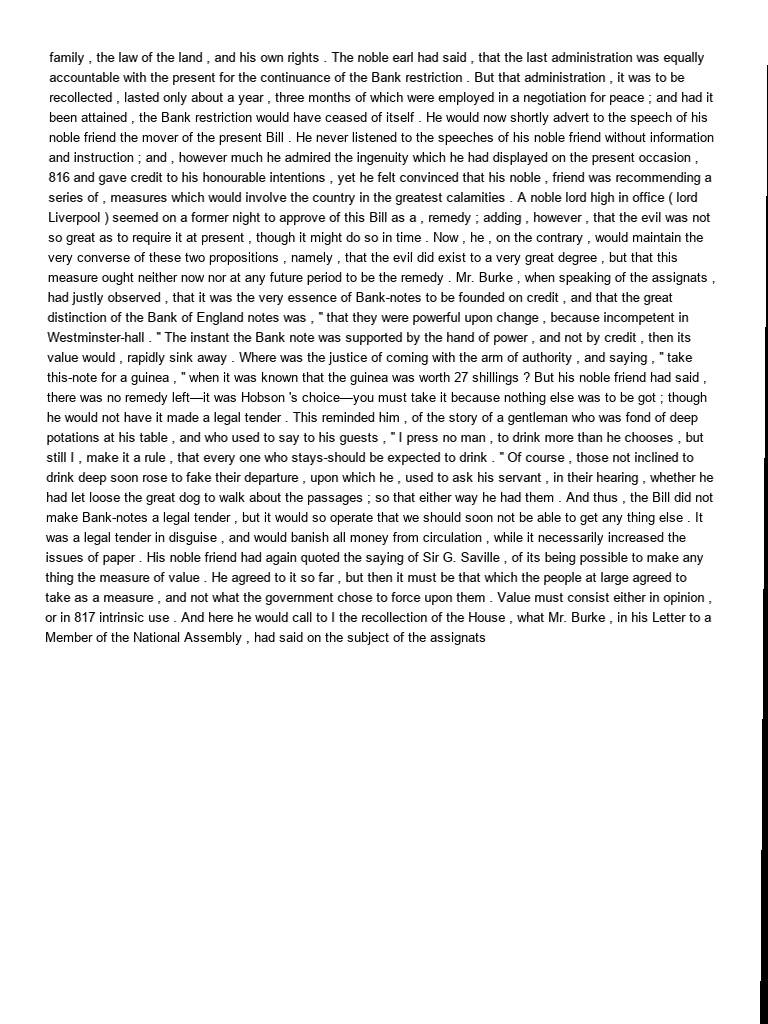 family , the law of the land , and his own rights . The noble earl had said , that the last administration was equally
accountable with the present for the continuance of the Bank restriction . But that administration , it was to be
recollected , lasted only about a year , three months of which were employed in a negotiation for peace ; and had it
been attained , the Bank restriction would have ceased of itself . He would now shortly advert to the speech of his
noble friend the mover of the present Bill . He never listened to the speeches of his noble friend without information
and instruction ; and , however much he admired the ingenuity which he had displayed on the present occasion ,
816 and gave credit to his honourable intentions , yet he felt convinced that his noble , friend was recommending a
series of , measures which would involve the country in the greatest calamities . A noble lord high in office ( lord
Liverpool ) seemed on a former night to approve of this Bill as a , remedy ; adding , however , that the evil was not
so great as to require it at present , though it might do so in time . Now , he , on the contrary , would maintain the
very converse of these two propositions , namely , that the evil did exist to a very great degree , but that this
measure ought neither now nor at any future period to be the remedy . Mr. Burke , when speaking of the assignats ,
had justly observed , that it was the very essence of Bank-notes to be founded on credit , and that the great
distinction of the Bank of England notes was , " that they were powerful upon change , because incompetent in
Westminster-hall . " The instant the Bank note was supported by the hand of power , and not by credit , then its
value would , rapidly sink away . Where was the justice of coming with the arm of authority , and saying , " take
this-note for a guinea , " when it was known that the guinea was worth 27 shillings ? But his noble friend had said ,
there was no remedy left—it was Hobson 's choice—you must take it because nothing else was to be got ; though
he would not have it made a legal tender . This reminded him , of the story of a gentleman who was fond of deep
potations at his table , and who used to say to his guests , " I press no man , to drink more than he chooses , but
still I , make it a rule , that every one who stays-should be expected to drink . " Of course , those not inclined to
drink deep soon rose to fake their departure , upon which he , used to ask his servant , in their hearing , whether he
had let loose the great dog to walk about the passages ; so that either way he had them . And thus , the Bill did not
make Bank-notes a legal tender , but it would so operate that we should soon not be able to get any thing else . It
was a legal tender in disguise , and would banish all money from circulation , while it necessarily increased the
issues of paper . His noble friend had again quoted the saying of Sir G. Saville , of its being possible to make any
thing the measure of value . He agreed to it so far , but then it must be that which the people at large agreed to
take as a measure , and not what the government chose to force upon them . Value must consist either in opinion ,
or in 817 intrinsic use . And here he would call to I the recollection of the House , what Mr. Burke , in his Letter to a
Member of the National Assembly , had said on the subject of the assignats